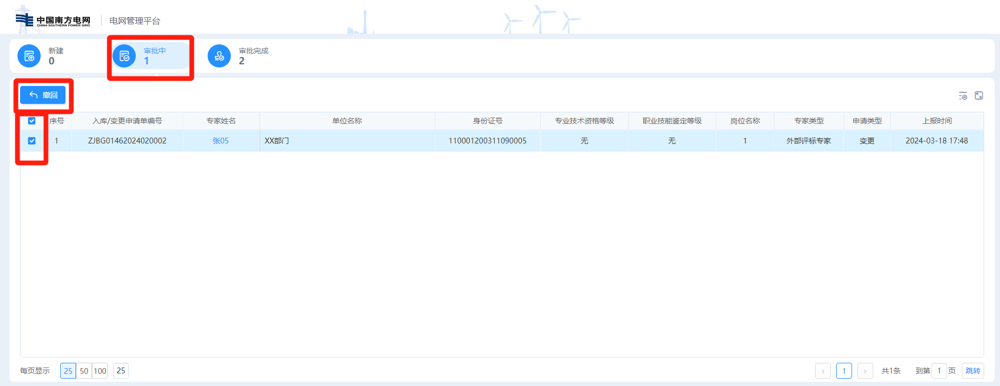 中国南方电网
CHINA SOUTHERN POWER GRID
电网管理平台
新建
0
审批中
1
审批完成
2
撤回
序号 入库/变更申请单编号 专家姓名 单位名称 身份证号 专业技术资格等级 职业技能鉴定等级 岗位名称 专家类型 申请类型 上报时间
1 ZJBG01462024020002 张05 XX部门 110001200311090005 无 无 1 外部评标专家 变更 2024-03-18 17:48
每页显示 25 50 100 25 1 共1条 到第 1 页 跳转